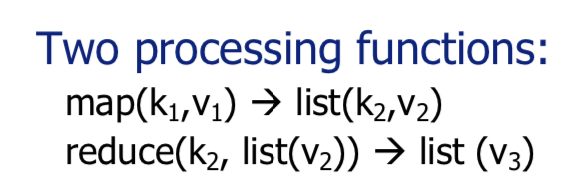 Two processing functions:
map(k₁,v₁) → list(k₂,v₂)
reduce(k₂, list(v₂)) → list (v₃)